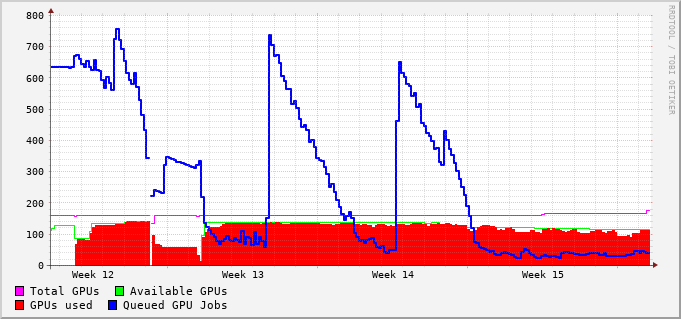 800
700
600
500
400
300
200
100
0
Week 12 Week 13 Week 14 Week 15
Total GPUs Available GPUs
GPUs used Queued GPU Jobs
RRDTOOL / TOBI OETIKER